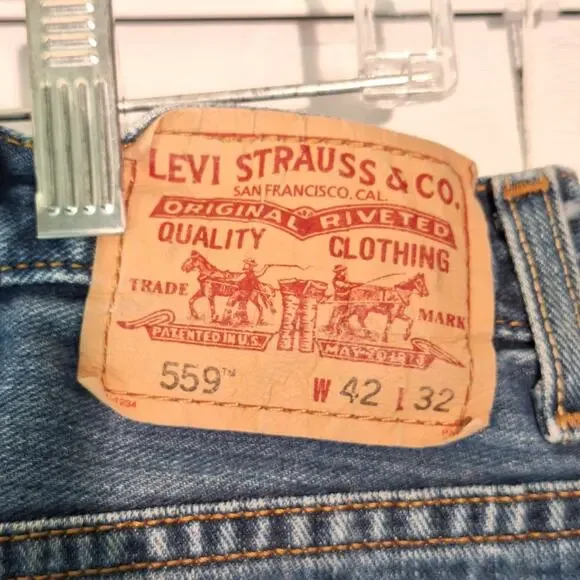 LEVI STRAUSS & CO.
SAN FRANCISCO, CAL.
ORIGINAL RIVETED
QUALITY CLOTHING
TRADE MARK
PATENTED IN U.S. MAY 20 1873
559™ W 42 L 32